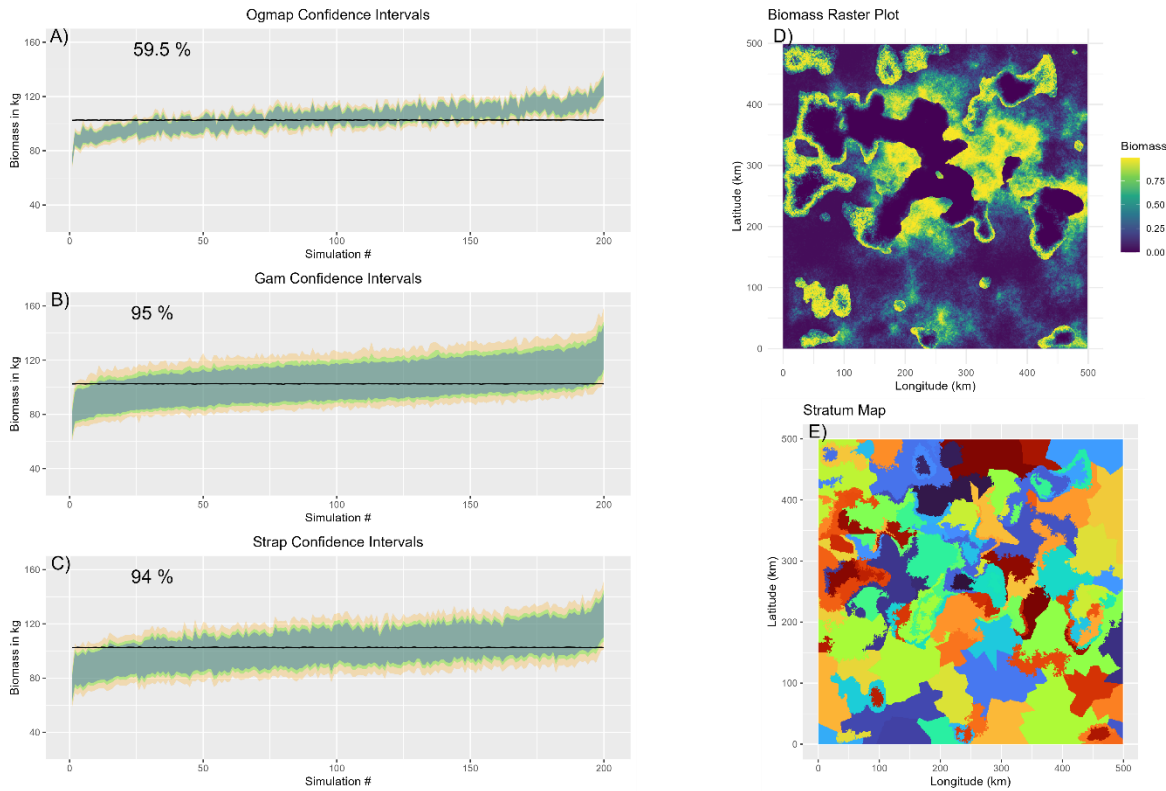 Ogmap Confidence Intervals
A)
59.5 %
160
120
80
40
Biomass in kg
0
50
100
150
200
Simulation #
Gam Confidence Intervals
B)
95 %
160
120
80
40
Biomass in kg
0
50
100
150
200
Simulation #
Strap Confidence Intervals
C)
94 %
160
120
80
40
Biomass in kg
0
50
100
150
200
Simulation #
Biomass Raster Plot
D)
500
400
300
200
100
0
Latitude (km)
0
100
200
300
400
500
Longitude (km)
Biomass
0.75
0.50
0.25
0.00
Stratum Map
E)
500
400
300
200
100
0
Latitude (km)
0
100
200
300
400
500
Longitude (km)